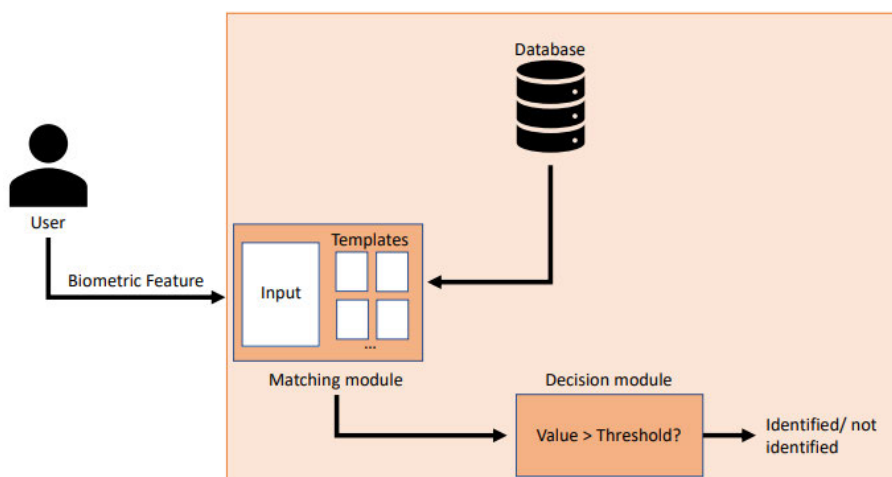 Database
User
Biometric Feature
Templates
Input
...
Matching module
Decision module
Value > Threshold?
Identified/ not
identified